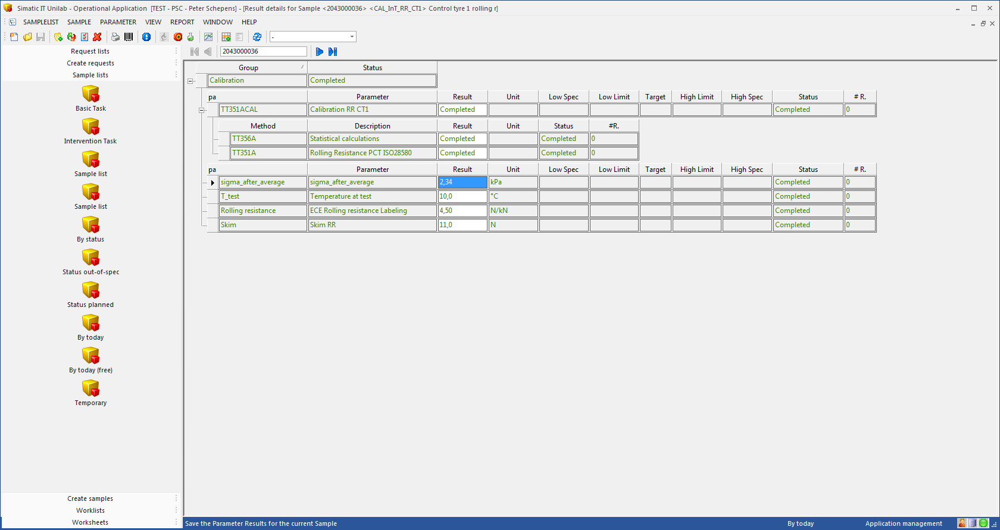 Simatic IT Unilab - Operational Application [TEST - PSC - Peter Schepens] - [Result details for Sample <2043000036> <CAL_InT_RR_CT1> Control tyre 1 rolling r]
SAMPLELIST SAMPLE PARAMETER VIEW REPORT WINDOW HELP
-
Request lists
Create requests
Sample lists
Basic Task
Intervention Task
Sample list
Sample list
By status
Status out-of-spec
Status planned
By today
By today (free)
Temporary
Create samples
Worklists
Worksheets
2043000036
Group Status
Calibration Completed
pa Parameter Result Unit Low Spec Low Limit Target High Limit High Spec Status # R.
TT351ACAL Calibration RR CT1 Completed Completed 0
Method Description Result Unit Status #R.
TT356A Statistical calculations Completed Completed 0
TT351A Rolling Resistance PCT ISO28580 Completed Completed 0
pa Parameter Result Unit Low Spec Low Limit Target High Limit High Spec Status # R.
sigma_after_average sigma_after_average 2,34 kPa Completed 0
T_test Temperature at test 10,0 °C Completed 0
Rolling resistance ECE Rolling resistance Labeling 4,50 N/kN Completed 0
Skim Skim RR 11,0 N Completed 0
Save the Parameter Results for the current Sample By today Application management